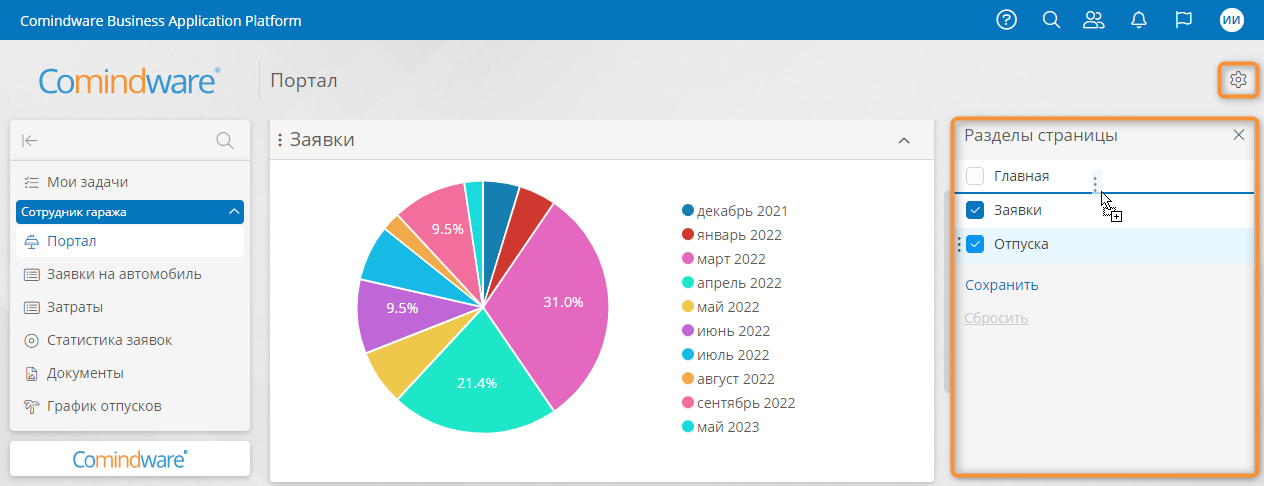 Comindware Business Application Platform
ИИ
Comindware®
Портал
Мои задачи
Сотрудник гаража
Портал
Заявки на автомобиль
Затраты
Статистика заявок
Документы
График отпусков
Comindware®
Заявки
9.5%
31.0%
9.5%
21.4%
декабрь 2021
январь 2022
март 2022
апрель 2022
май 2022
июнь 2022
июль 2022
август 2022
сентябрь 2022
май 2023
Разделы страницы
Главная
Заявки
Отпуска
Сохранить
Сбросить